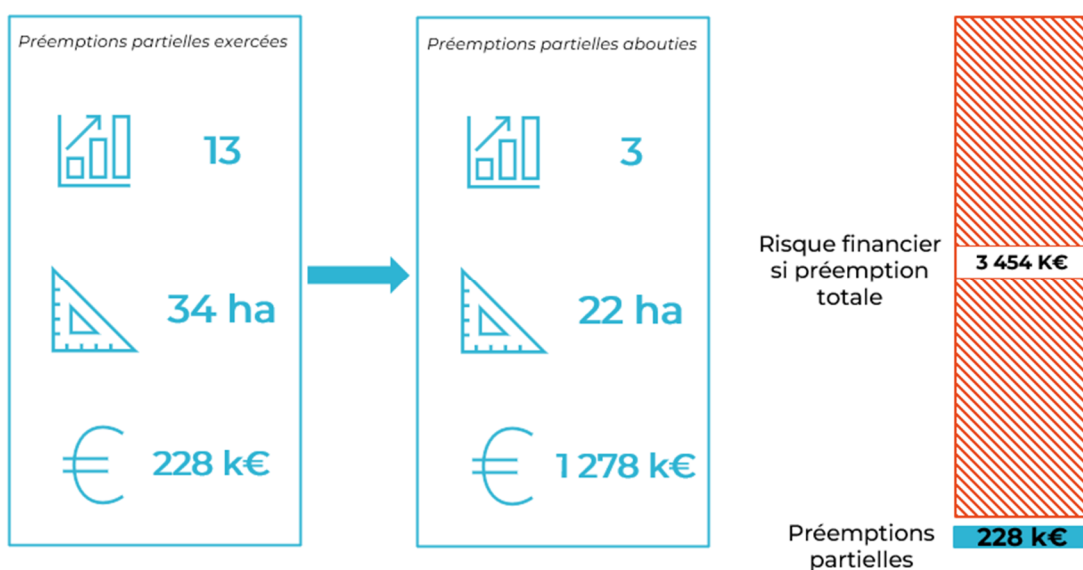 Préemptions partielles exercées
13
34 ha
228 k€
Préemptions partielles abouties
3
22 ha
1 278 k€
Risque financier
si préemption
totale
3 454 K€
Préemptions
partielles
228 k€